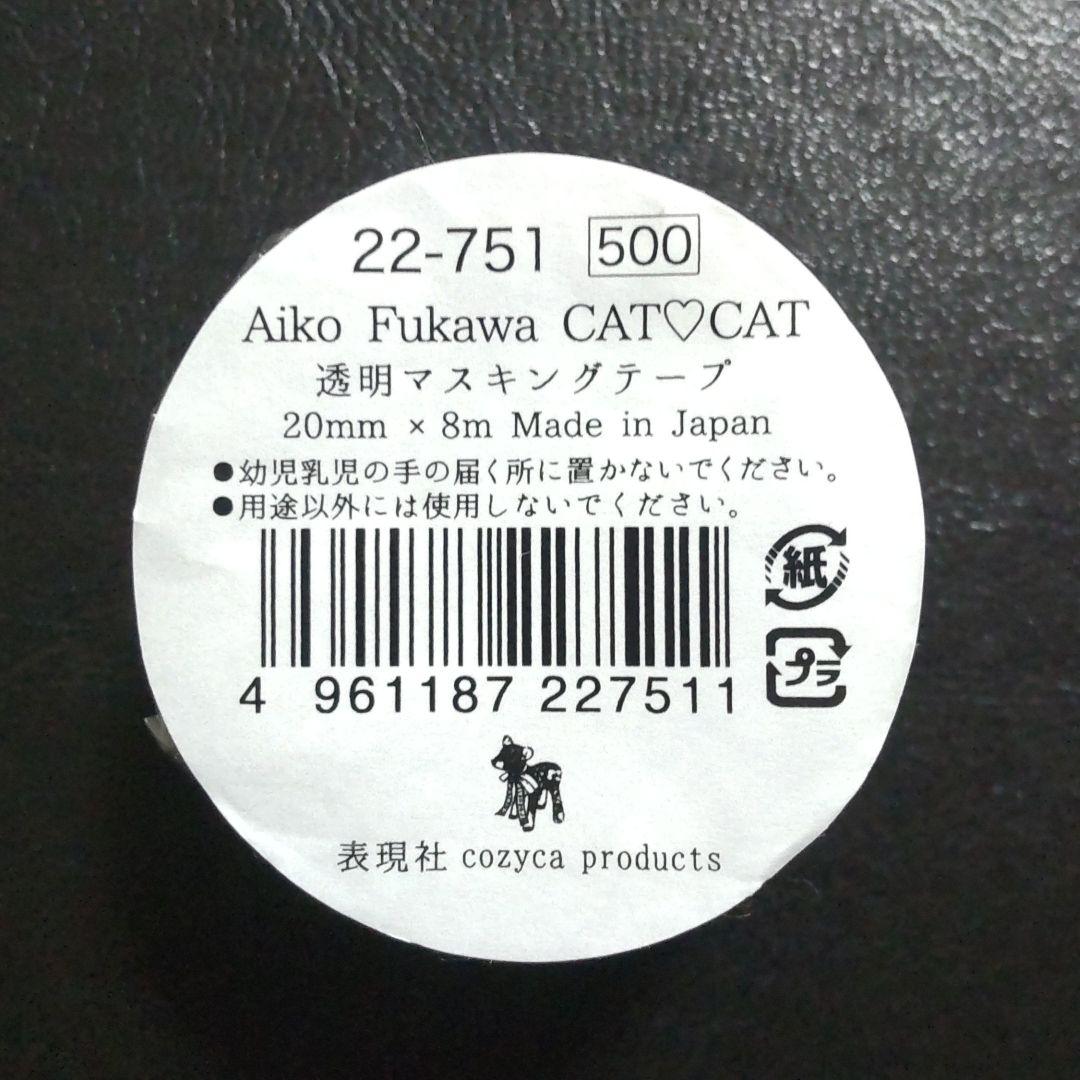 22-751 500
Aiko Fukawa CAT♡CAT
透明マスキングテープ
20mm × 8m Made in Japan
●幼児乳児の手の届く所に置かないでください。
●用途以外には使用しないでください。
紙
プラ
4 961187 227511
表現社 cozyca products